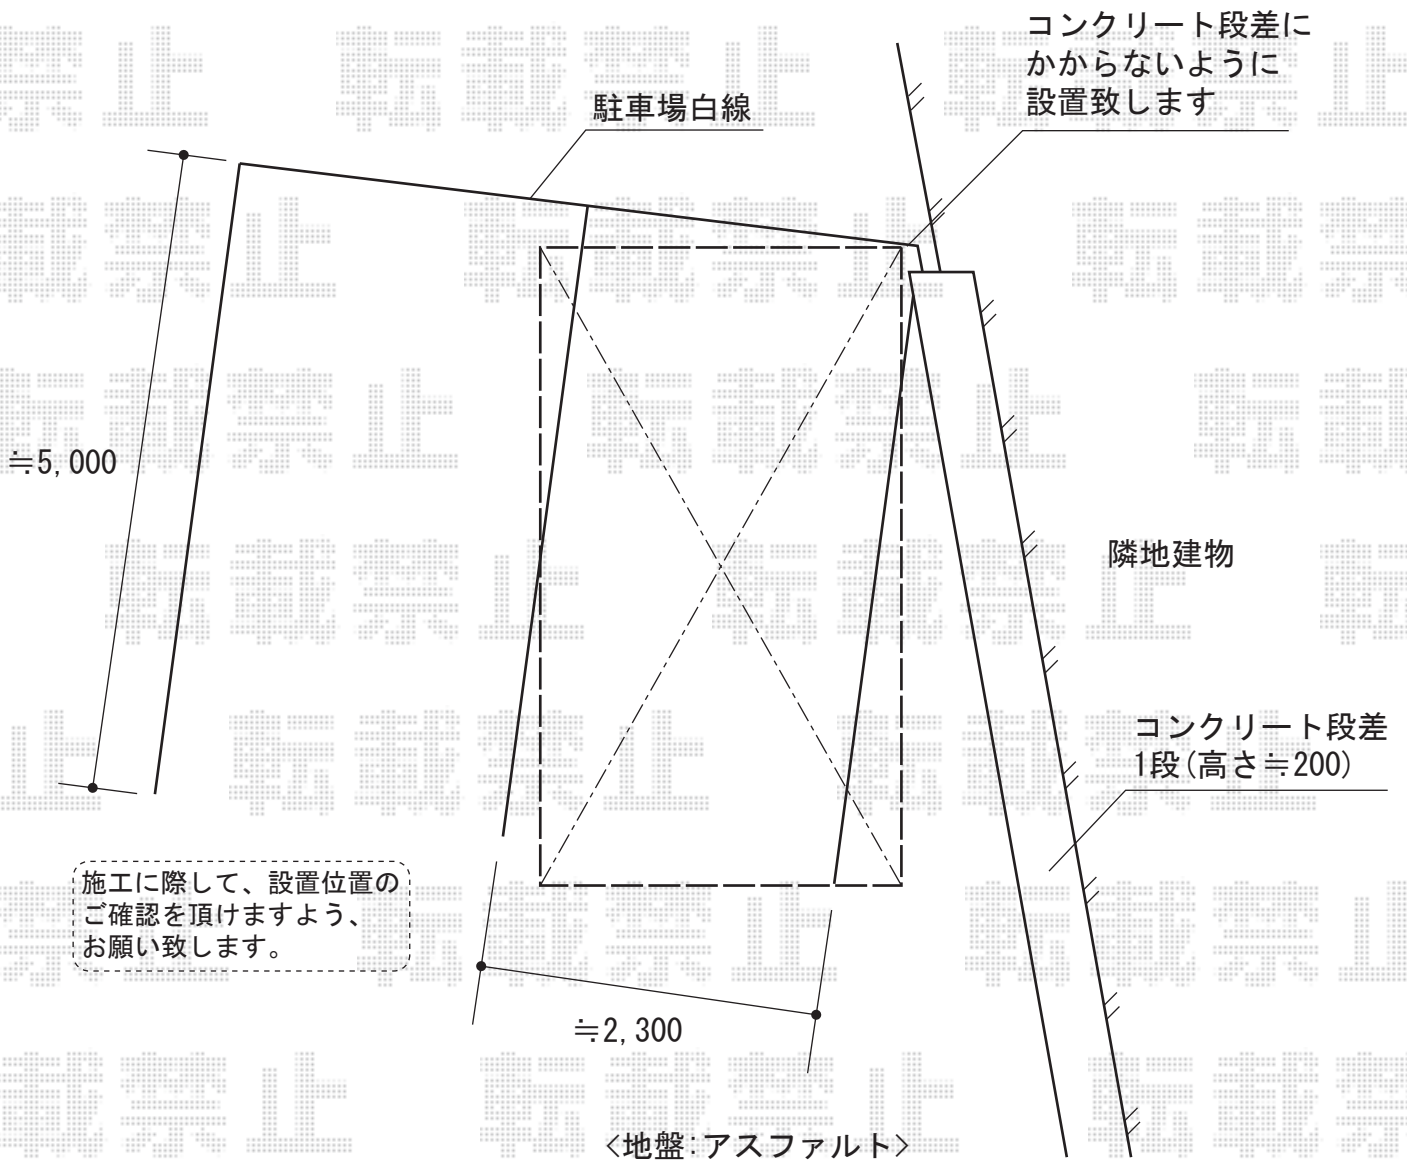 コンクリート段差に
かからないように
設置致します
駐車場白線
≒5,000
隣地建物
コンクリート段差
1段(高さ≒200)
施工に際して、設置位置の
ご確認を頂けますよう、
お願い致します。
≒2,300
<地盤:アスファルト>
転載禁止